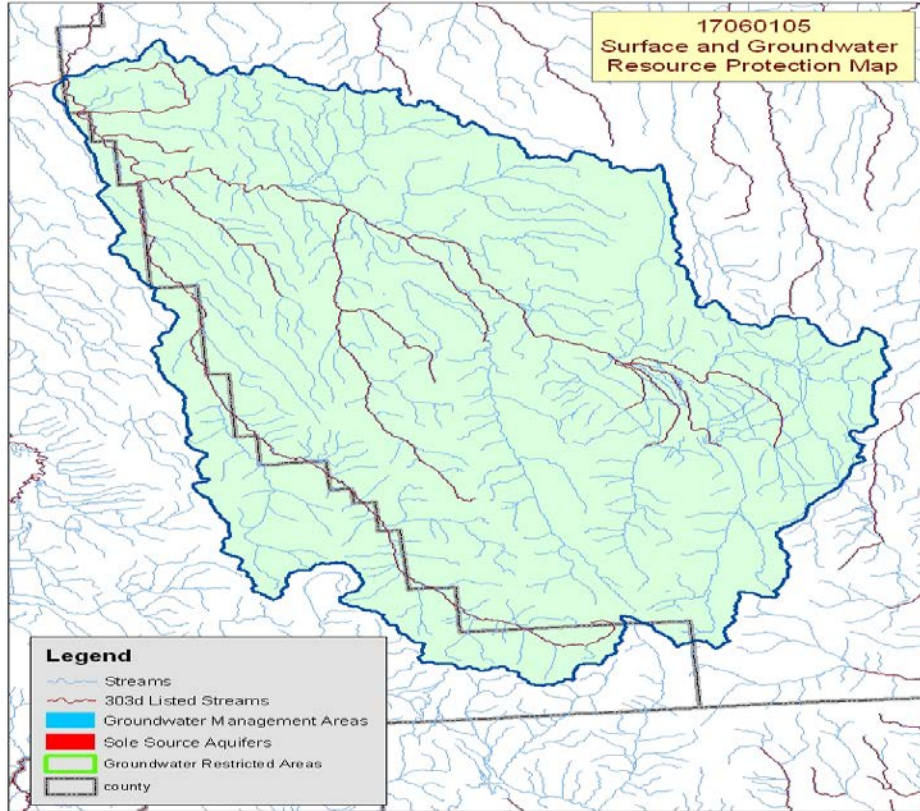 17060105
Surface and Groundwater
Resource Protection Map
Legend
Streams
303d Listed Streams
Groundwater Management Areas
Sole Source Aquifers
Groundwater Restricted Areas
county